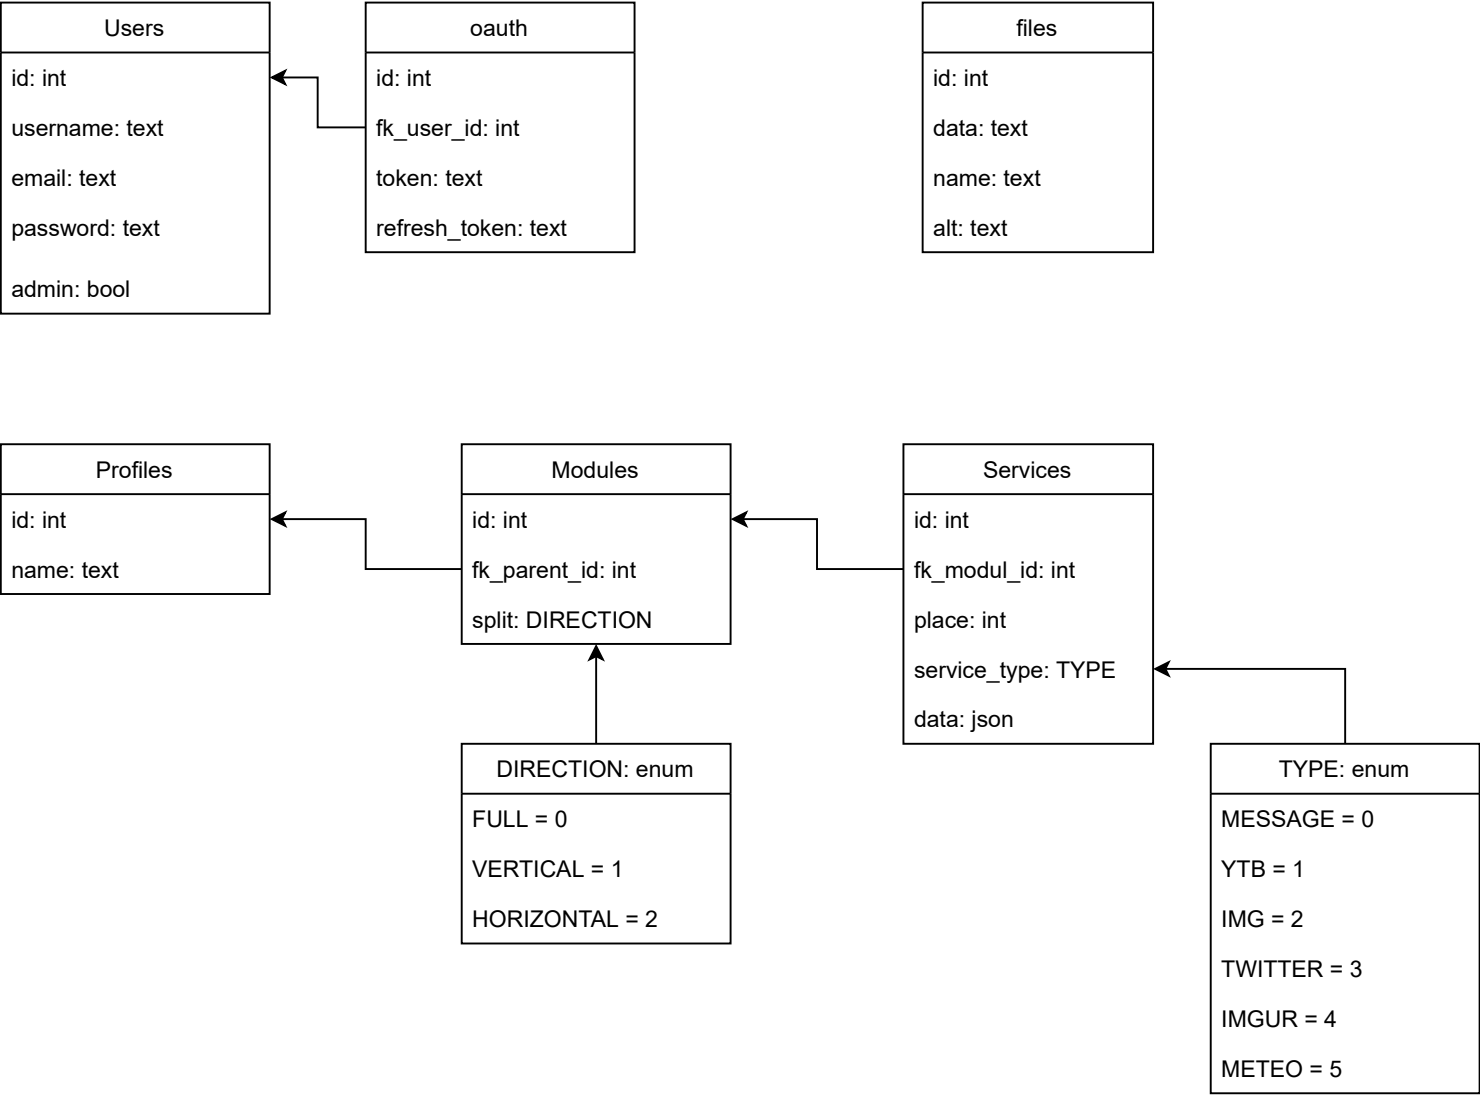 Users
id: int
username: text
email: text
password: text
admin: bool
oauth
id: int
fk_user_id: int
token: text
refresh_token: text
files
id: int
data: text
name: text
alt: text
Profiles
id: int
name: text
Modules
id: int
fk_parent_id: int
split: DIRECTION
Services
id: int
fk_modul_id: int
place: int
service_type: TYPE
data: json
DIRECTION: enum
FULL = 0
VERTICAL = 1
HORIZONTAL = 2
TYPE: enum
MESSAGE = 0
YTB = 1
IMG = 2
TWITTER = 3
IMGUR = 4
METEO = 5